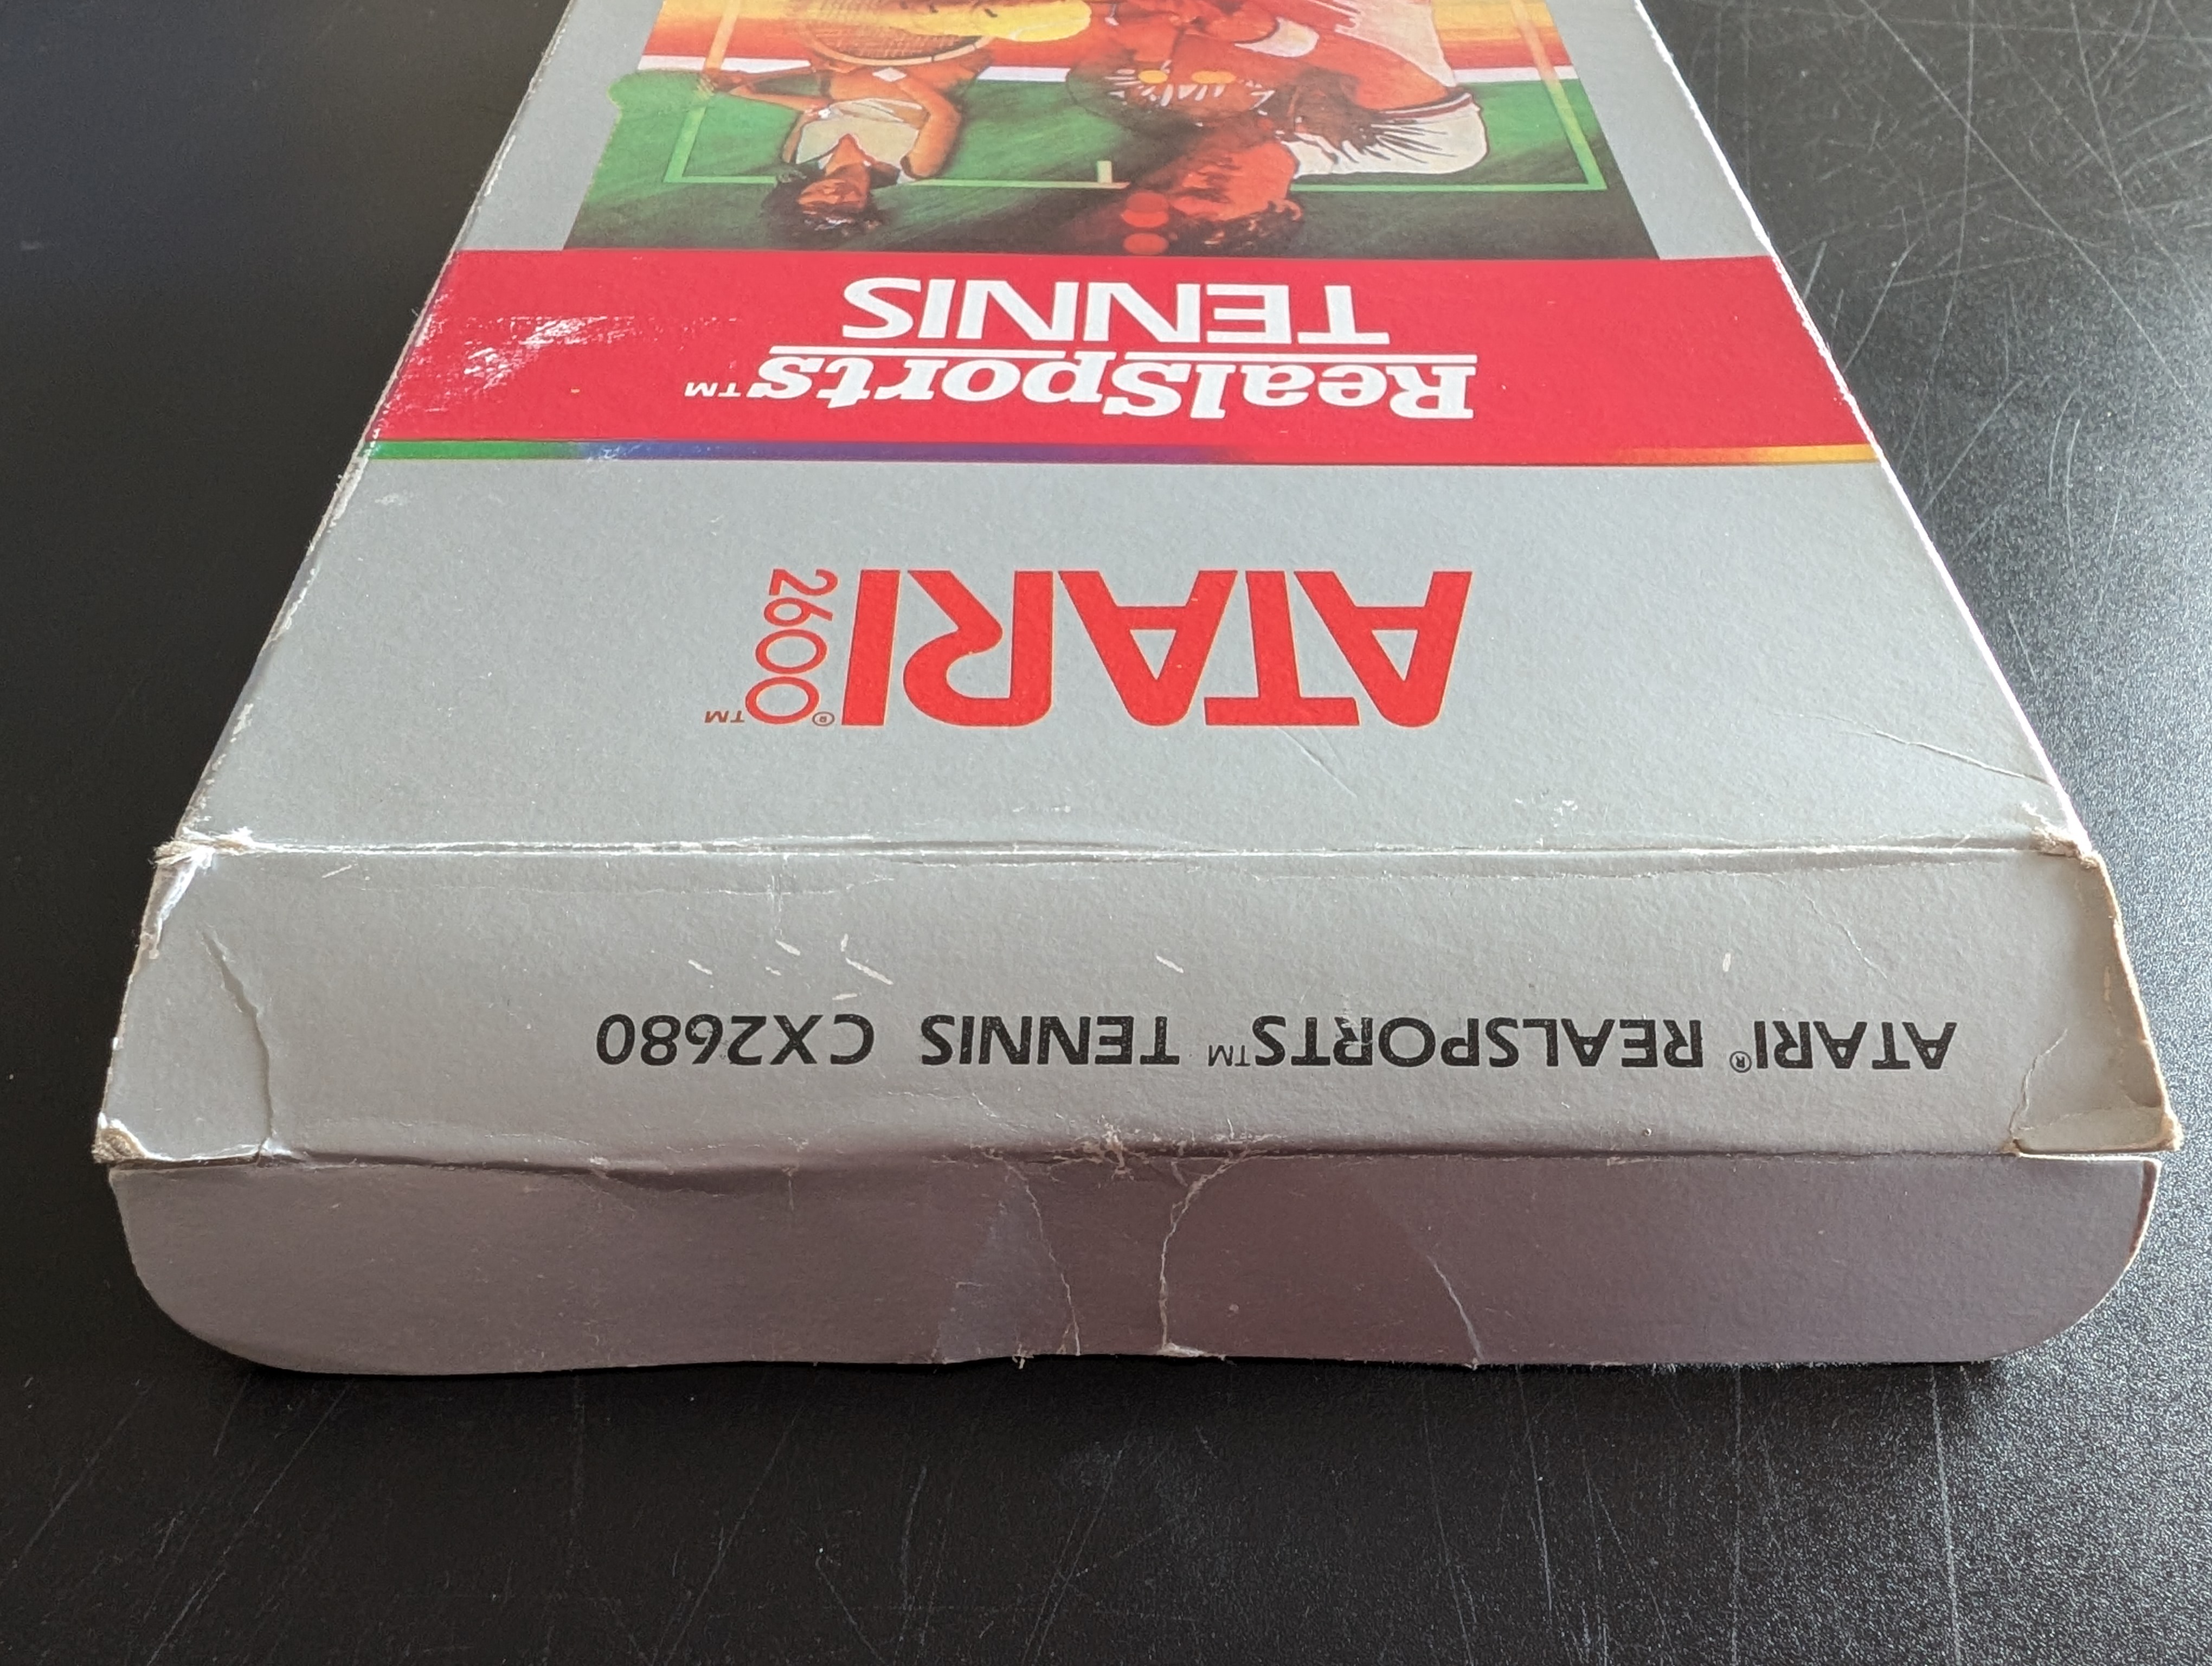 ATARI® REALSPORTS™ TENNIS CX2680
ATARI® 2600™
RealSports™
TENNIS